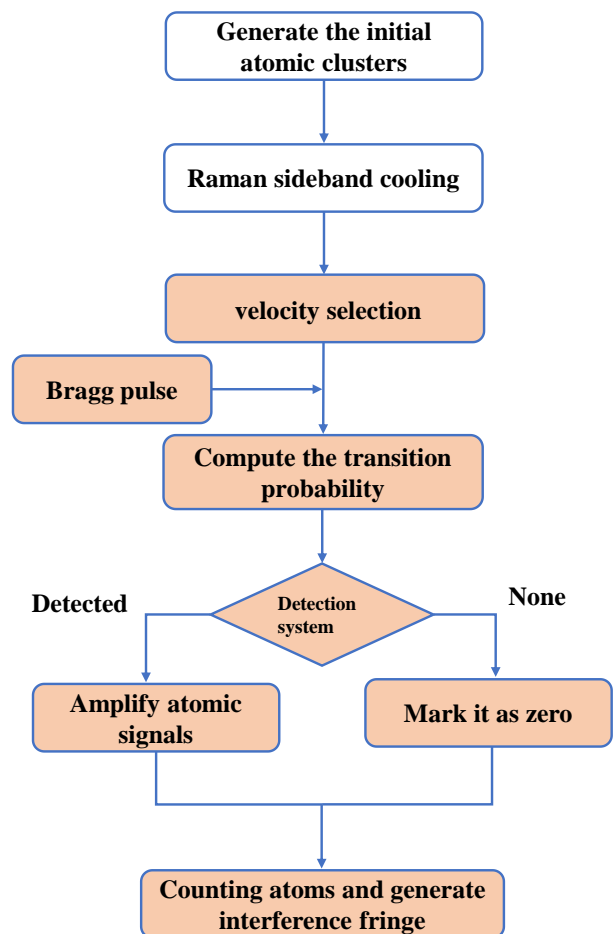 Generate the initial
atomic clusters
Raman sideband cooling
velocity selection
Bragg pulse
Compute the transition
probability
Detected
Detection
system
None
Amplify atomic
signals
Mark it as zero
Counting atoms and generate
interference fringe